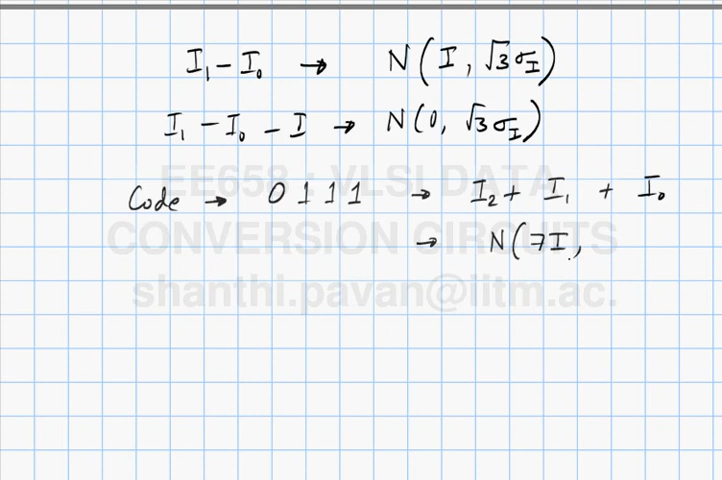 I₁ - I₀ → N(I, √3σ_I)
I₁ - I₀ - I → N(0, √3σ_I)
EE658 : VLSI DATA
Code → 0 1 1 1 → I₂ + I₁ + I₀
CONVERSION CIRCUITS
→ N(7I,
shanthi.pavan@iitm.ac.